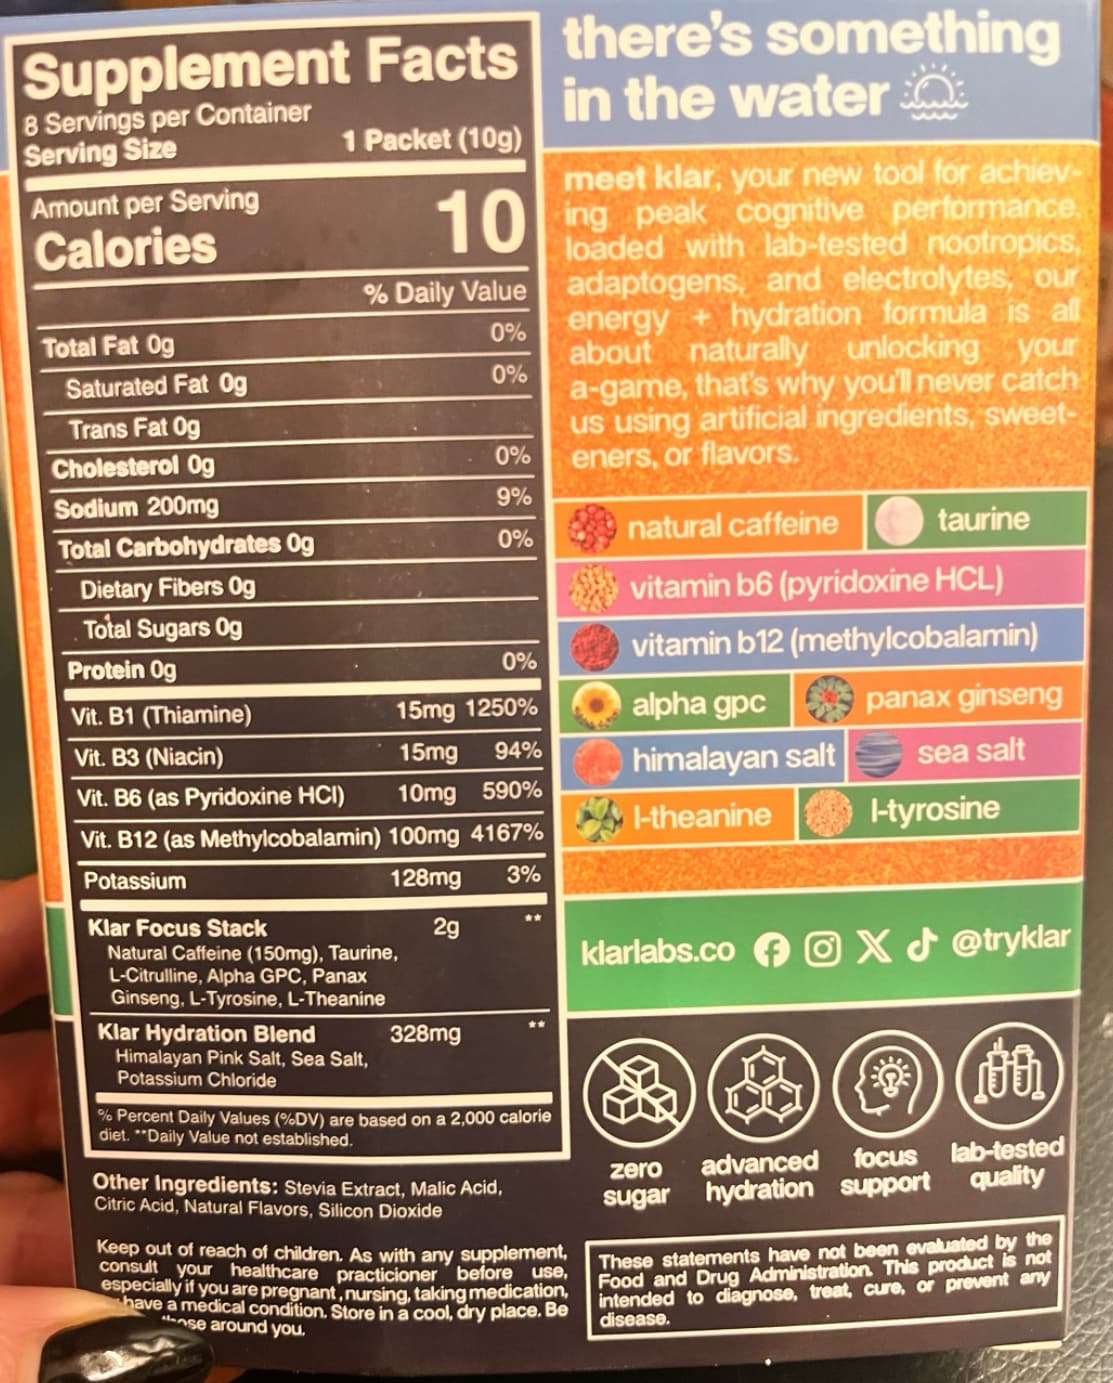 Supplement Facts
8 Servings per Container
Serving Size 1 Packet (10g)
Amount per Serving
Calories 10
% Daily Value
Total Fat 0g 0%
Saturated Fat 0g 0%
Trans Fat 0g
Cholesterol 0g 0%
Sodium 200mg 9%
Total Carbohydrates 0g 0%
Dietary Fibers 0g
Total Sugars 0g
Protein 0g 0%
Vit. B1 (Thiamine) 15mg 1250%
Vit. B3 (Niacin) 15mg 94%
Vit. B6 (as Pyridoxine HCl) 10mg 590%
Vit. B12 (as Methylcobalamin) 100mg 4167%
Potassium 128mg 3%
Klar Focus Stack 2g **
Natural Caffeine (150mg), Taurine,
L-Citrulline, Alpha GPC, Panax
Ginseng, L-Tyrosine, L-Theanine
Klar Hydration Blend 328mg **
Himalayan Pink Salt, Sea Salt,
Potassium Chloride
% Percent Daily Values (%DV) are based on a 2,000 calorie
diet. **Daily Value not established.
Other Ingredients: Stevia Extract, Malic Acid,
Citric Acid, Natural Flavors, Silicon Dioxide
Keep out of reach of children. As with any supplement,
consult your healthcare practicioner before use,
especially if you are pregnant, nursing, taking medication,
have a medical condition. Store in a cool, dry place. Be
around you.
there's something
in the water
meet klar, your new tool for achiev-
ing peak cognitive performance.
loaded with lab-tested nootropics,
adaptogens, and electrolytes, our
energy + hydration formula is all
about naturally unlocking your
a-game, that's why you'll never catch
us using artificial ingredients, sweet-
eners, or flavors.
natural caffeine taurine
vitamin b6 (pyridoxine HCL)
vitamin b12 (methylcobalamin)
alpha gpc panax ginseng
himalayan salt sea salt
l-theanine l-tyrosine
klarlabs.co @tryklar
zero
sugar
advanced
hydration
focus
support
lab-tested
quality
These statements have not been evaluated by the
Food and Drug Administration. This product is not
intended to diagnose, treat, cure, or prevent any
disease.